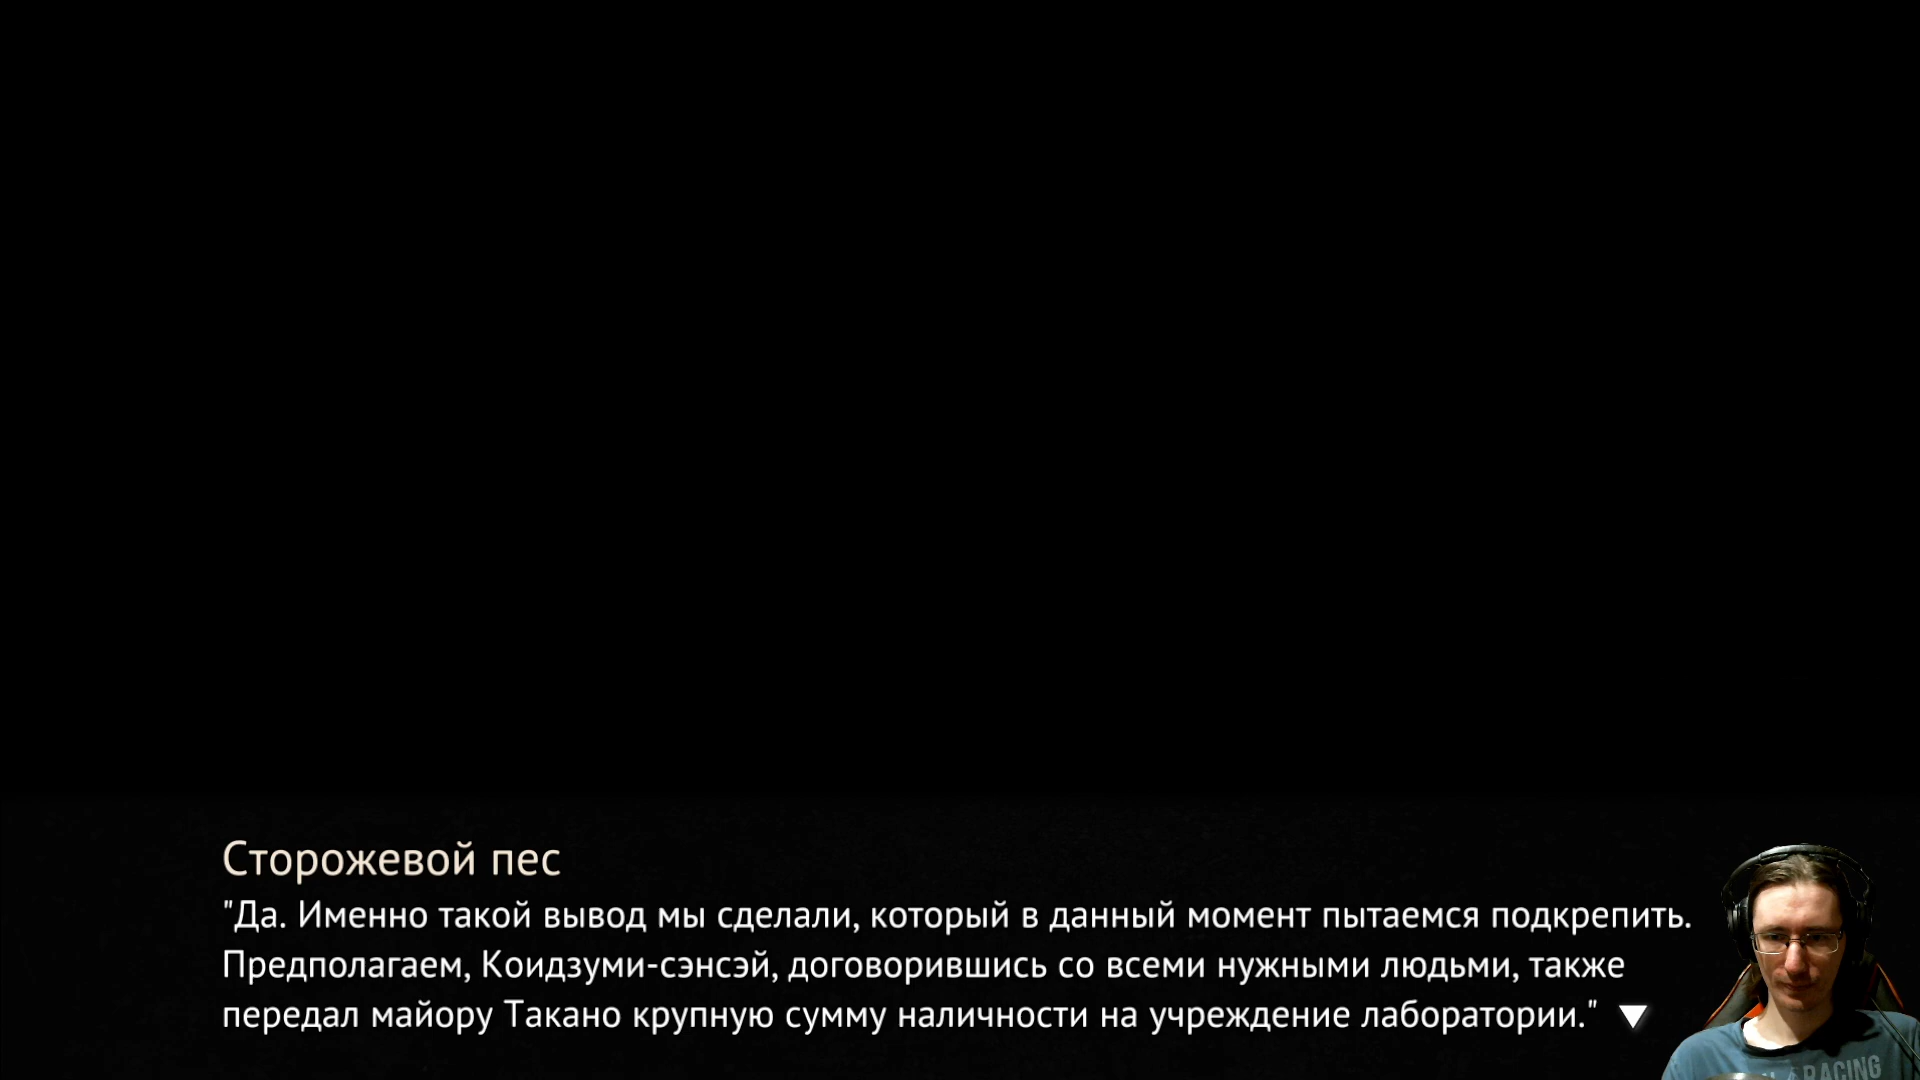 Сторожевой пес
"Да. Именно такой вывод мы сделали, который в данный момент пытаемся подкрепить.
Предполагаем, Коидзуми-сэнсэй, договорившись со всеми нужными людьми, также
передал майору Такано крупную сумму наличности на учреждение лаборатории."
RACING